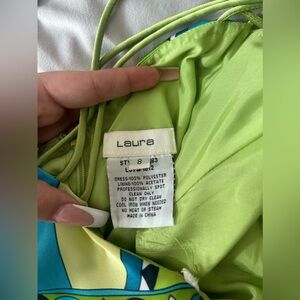 Laura
8
DRESS:100% POLYESTER
LINING:100% ACETATE
PROFESSIONALLY SPOT
CLEAN ONLY
DO NOT DRY CLEAN
COOL IRON WHEN NEEDED
NO HEAT OR STEAM
MADE IN CHINA